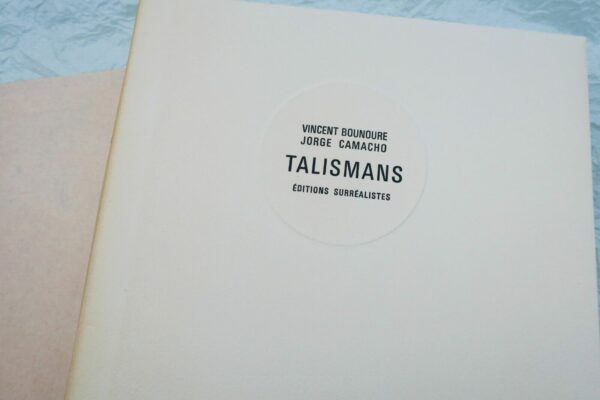 VINCENT BOUNOURE
JORGE CAMACHO
TALISMANS
ÉDITIONS SURRÉALISTES